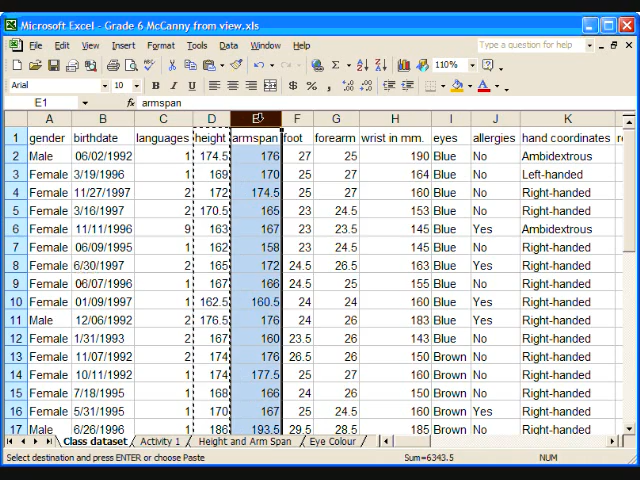 Microsoft Excel - Grade 6 McCanny from view.xls
File Edit View Insert Format Tools Data Window Help Type a question for help
110%
Arial 10 B I U $ % ,
E1 fx armspan
A B C D E F G H I J K
1 gender birthdate languages height armspan foot forearm wrist in mm. eyes allergies hand coordinates
2 Male 06/02/1992 1 174.5 176 27 25 190 Blue No Ambidextrous
3 Female 3/19/1996 1 169 170 25 27 164 Blue No Left-handed
4 Female 11/27/1997 2 172 174.5 25 27 160 Blue No Right-handed
5 Female 3/16/1997 2 170.5 165 23 24.5 153 Blue No Right-handed
6 Female 11/11/1996 9 163 167 23 23.5 145 Blue Yes Ambidextrous
7 Female 06/09/1995 1 162 158 23 24 145 Blue No Right-handed
8 Female 6/30/1997 2 165 172 24.5 26.5 163 Blue Yes Right-handed
9 Female 06/07/1996 1 167 166 24.5 25 155 Blue No Right-handed
10 Female 01/09/1997 1 162.5 160.5 24 24 160 Blue Yes Right-handed
11 Male 12/06/1992 2 176.5 176 24 26 183 Blue Yes Right-handed
12 Female 1/31/1993 2 167 160 23.5 26 143 Blue No Right-handed
13 Female 11/07/1992 2 174 176 26.5 26 150 Brown No Right-handed
14 Female 10/11/1992 1 174 177.5 25 27 160 Brown No Right-handed
15 Female 7/18/1995 1 168 166 24 26 150 Brown No Right-handed
16 Female 5/31/1995 1 170 167 25 24.5 160 Brown Yes Right-handed
17 Male 6/26/1996 1 186 193.5 29.5 28.5 185 Brown No Right-handed
Class dataset Activity 1 Height and Arm Span Eye Colour
Select destination and press ENTER or choose Paste Sum=6343.5 NUM